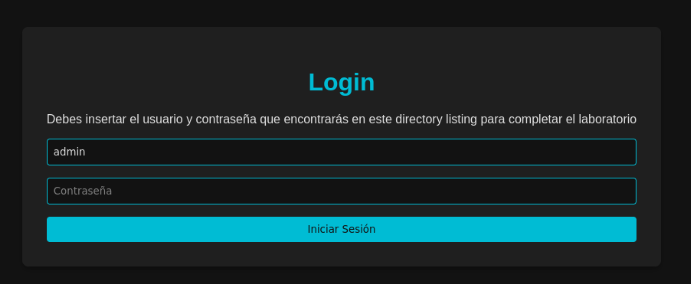 Login
Debes insertar el usuario y contraseña que encontrarás en este directory listing para completar el laboratorio
admin
Contraseña
Iniciar Sesión